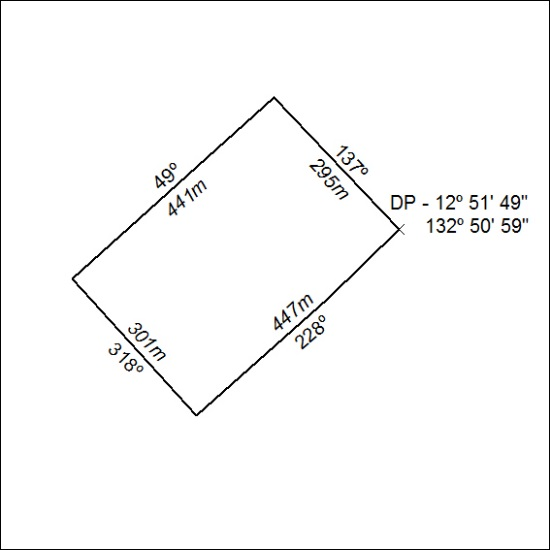 49º
441m
137º
295m
DP - 12º 51' 49"
132º 50' 59"
447m
228º
301m
318º